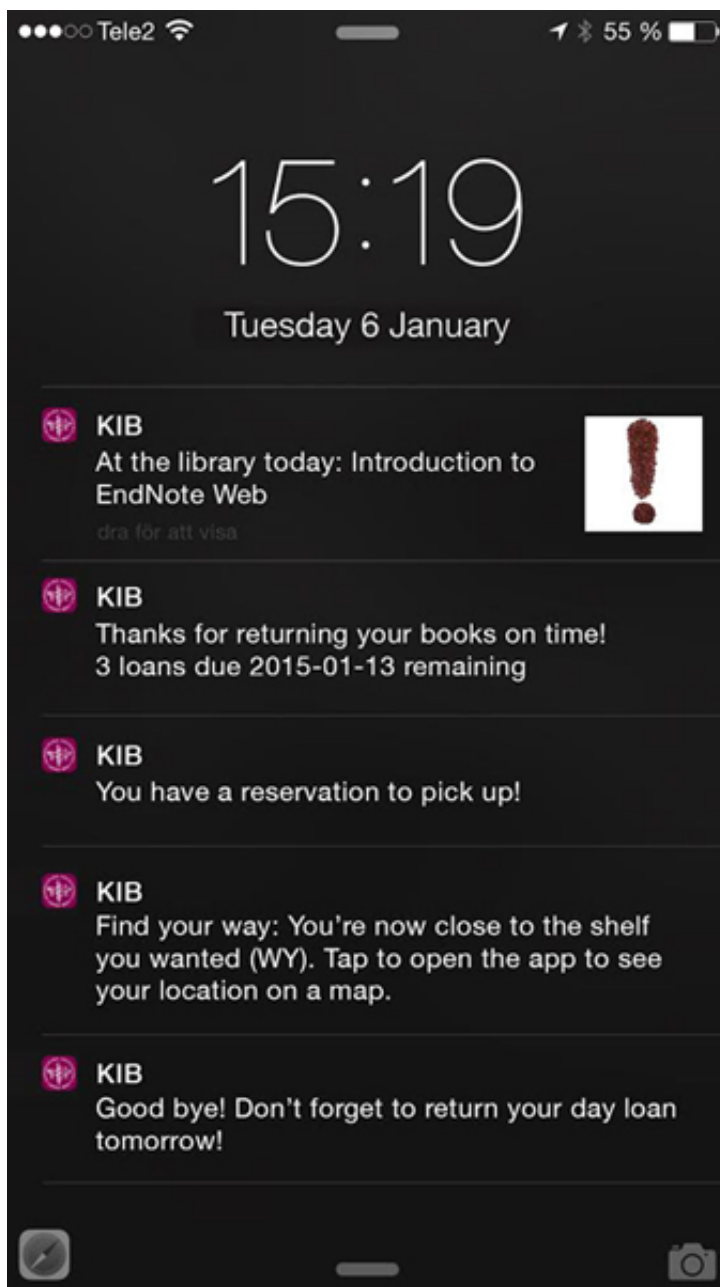 Tele2 55 %
15:19
Tuesday 6 January
KIB
At the library today: Introduction to
EndNote Web
dra för att visa
KIB
Thanks for returning your books on time!
3 loans due 2015-01-13 remaining
KIB
You have a reservation to pick up!
KIB
Find your way: You're now close to the shelf
you wanted (WY). Tap to open the app to see
your location on a map.
KIB
Good bye! Don't forget to return your day loan
tomorrow!